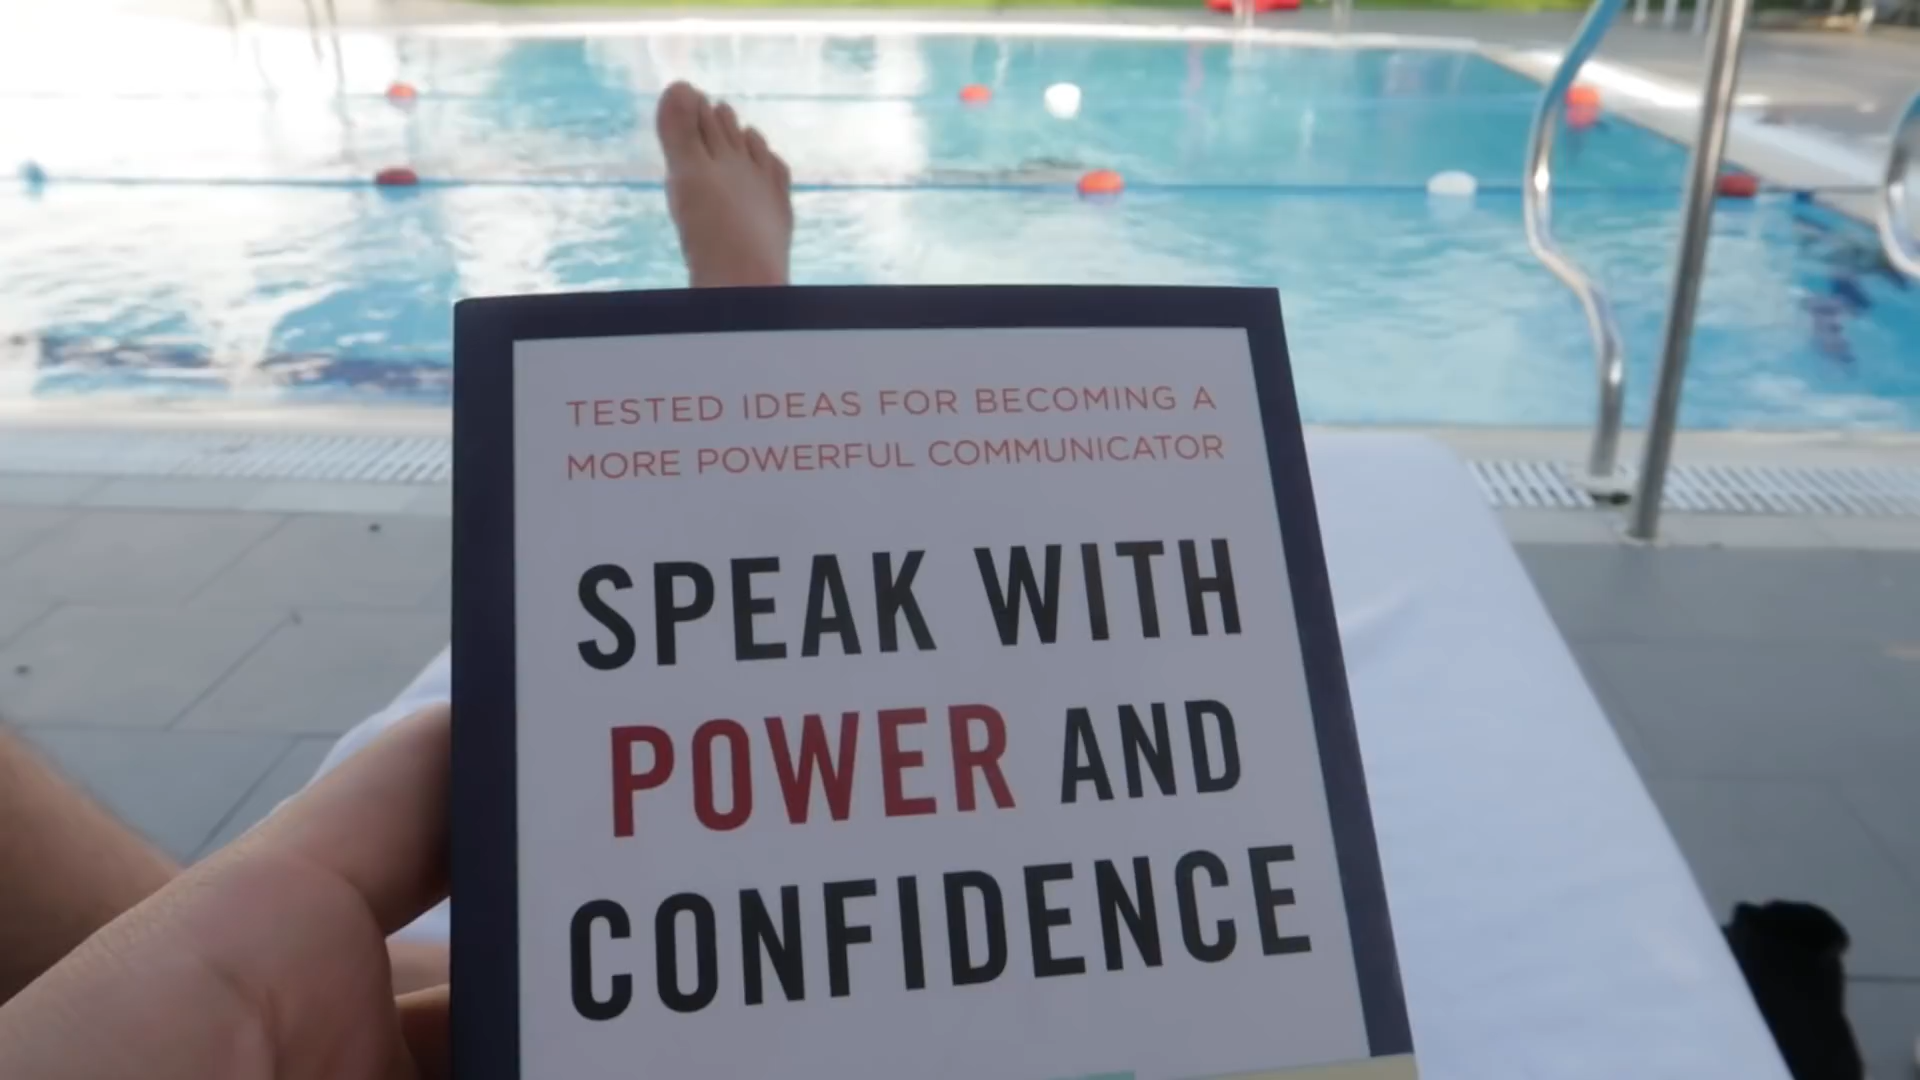 TESTED IDEAS FOR BECOMING A
MORE POWERFUL COMMUNICATOR
SPEAK WITH
POWER AND
CONFIDENCE